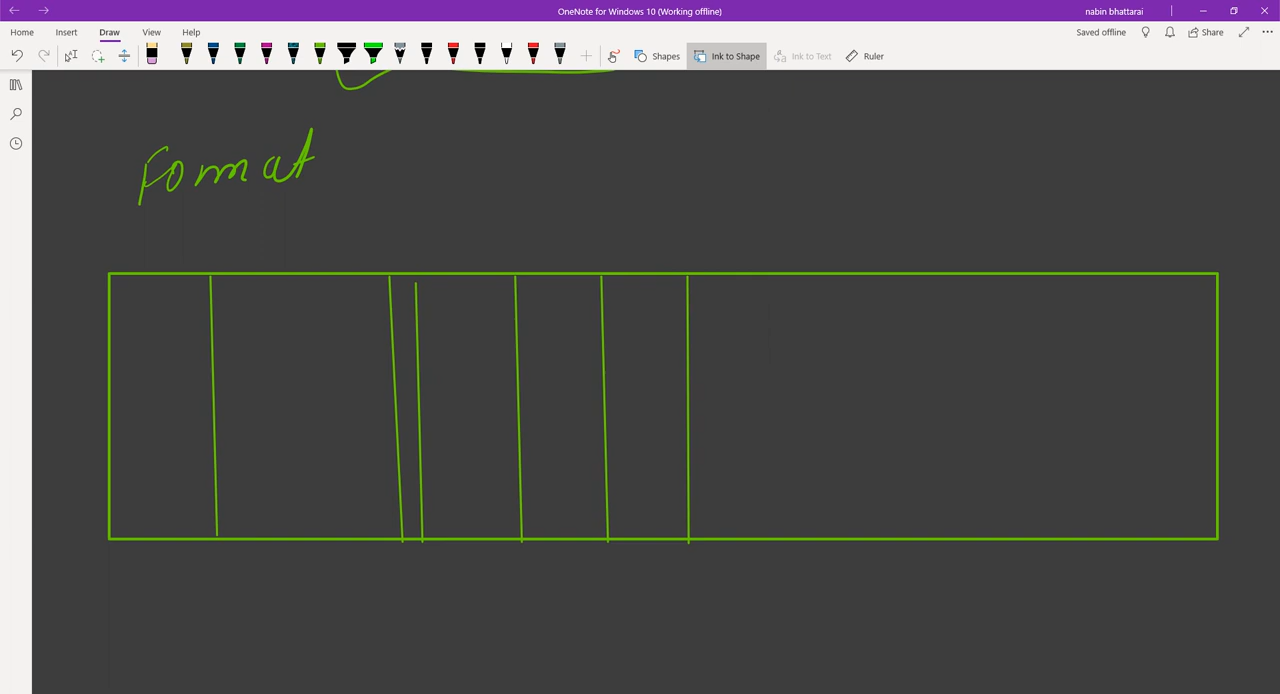 OneNote for Windows 10 (Working offline)
nabin bhattarai
Home Insert Draw View Help
Saved offline
Share
Shapes
Ink to Shape
Ink to Text
Ruler
Format